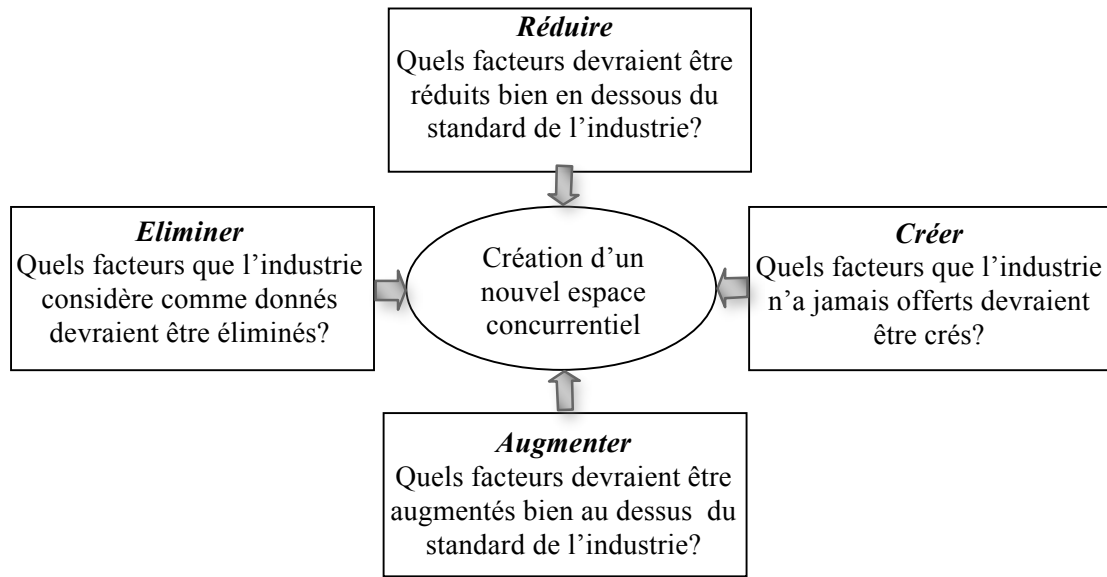 Réduire
Quels facteurs devraient être
réduits bien en dessous du
standard de l’industrie?
Eliminer
Quels facteurs que l’industrie
considère comme donnés
devraient être éliminés?
Création d’un
nouvel espace
concurrentiel
Créer
Quels facteurs que l’industrie
n’a jamais offerts devraient
être crés?
Augmenter
Quels facteurs devraient être
augmentés bien au dessus  du
standard de l’industrie?